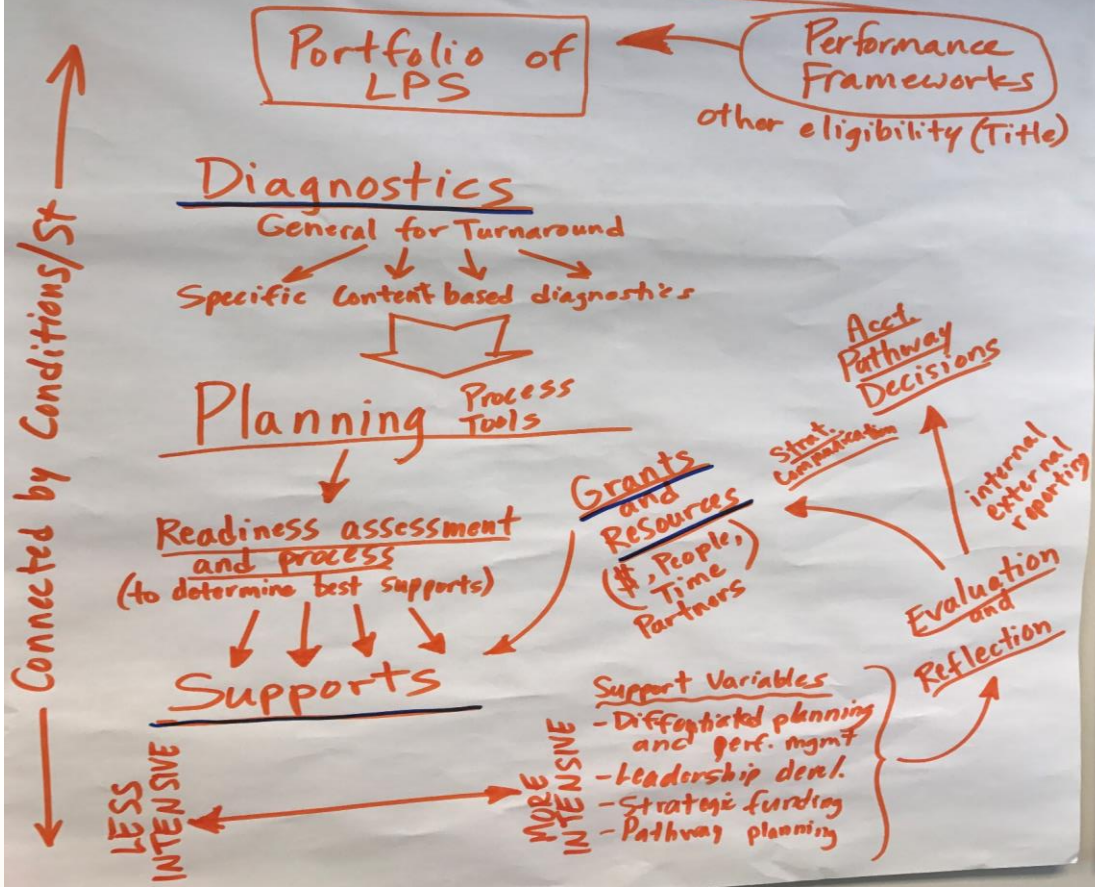 Portfolio of
LPS
Performance
Frameworks
other eligibility (Title)
Diagnostics
General for Turnaround
Specific Content based diagnostics
Planning Process
Tools
Readiness assessment
and process
(to determine best supports)
Supports
LESS
INTENSIVE
MORE
INTENSIVE
Connected by Conditions/St
Grants
and
Resources
($, People,
Time
Partners)
Support Variables
- Diffentiated planning
and perf. mgmt
- Leadership devel.
- Strategic funding
- Pathway planning
Evaluation
and
Reflection
Strat.
Communication
internal
external
reporting
Acct.
Pathway
Decisions